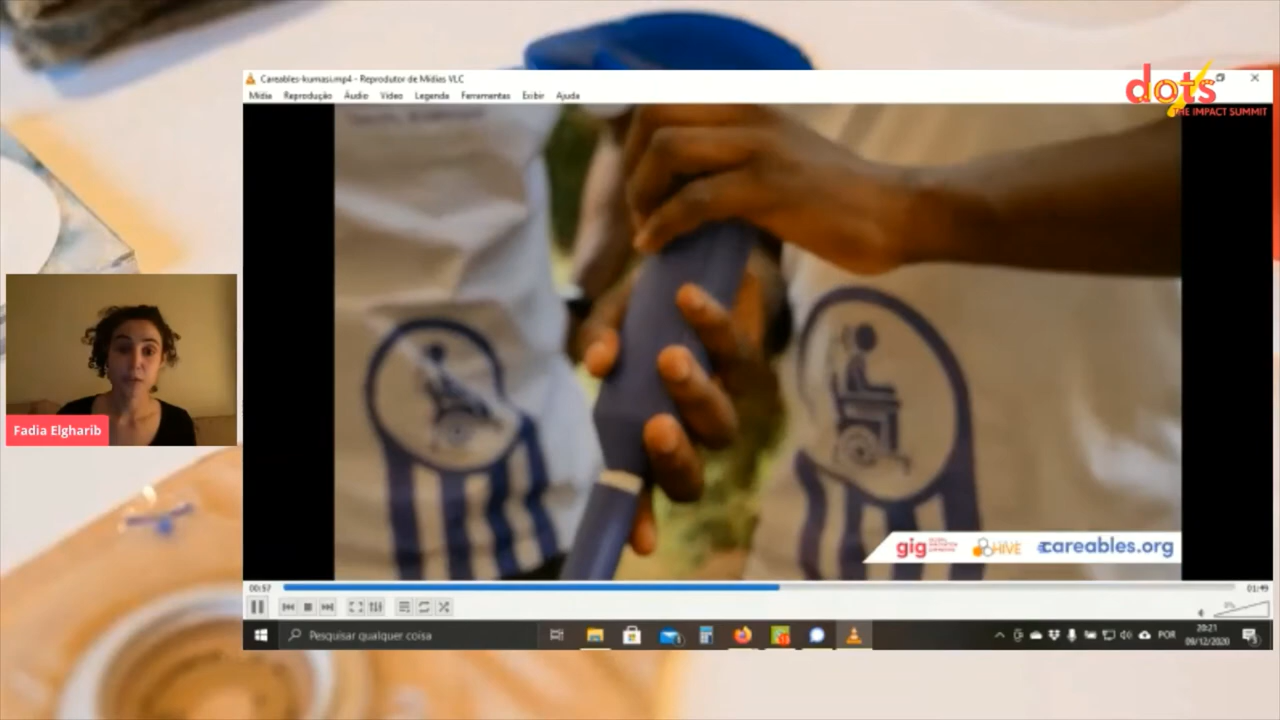 Careables-kumasi.mp4 - Reprodutor de Mídias VLC
Mídia Reprodução Áudio Vídeo Legenda Ferramentas Exibir Ajuda
dots
THE IMPACT SUMMIT
Fadia Elgharib
gig
HIVE
careables.org
00:57
01:49
Pesquisar qualquer coisa
POR
20:21
09/12/2020